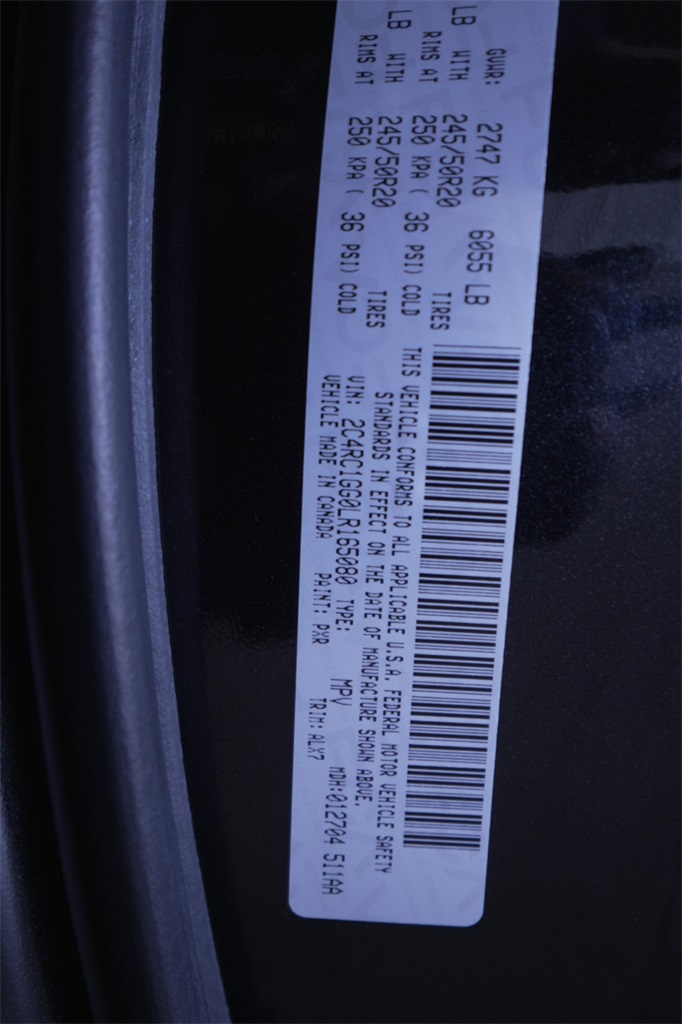 GVWR: 2747 KG 6055 LB
LB WITH 245/50R20 TIRES
RIMS AT 250 KPA ( 36 PSI) COLD
LB WITH 245/50R20 TIRES
RIMS AT 250 KPA ( 36 PSI) COLD
THIS VEHICLE CONFORMS TO ALL APPLICABLE U.S.A. FEDERAL MOTOR VEHICLE SAFETY
STANDARDS IN EFFECT ON THE DATE OF MANUFACTURE SHOWN ABOVE.
VIN: 2C4RC1GG0LR165080 TYPE: MPV MDH:012704 511AA
VEHICLE MADE IN CANADA PAINT: PXR TRIM: ALX7